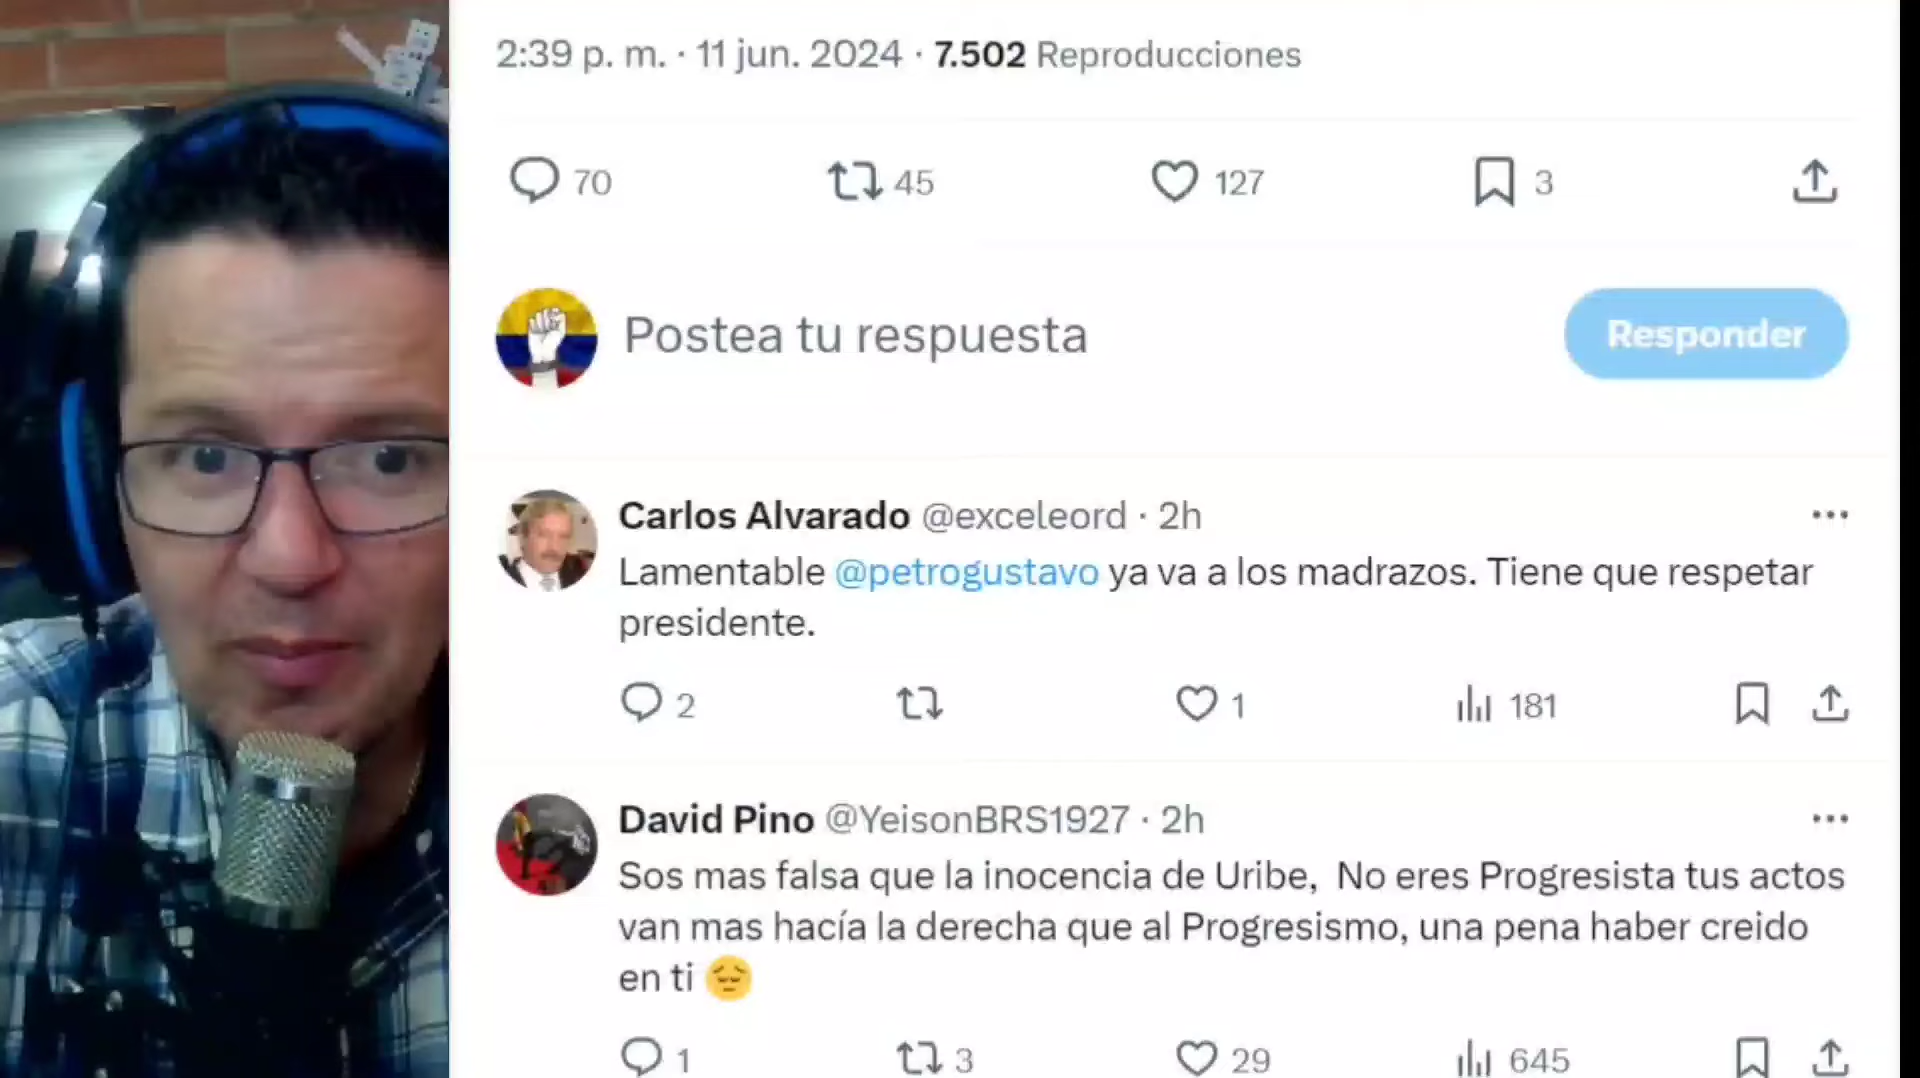 2:39 p. m. · 11 jun. 2024 · 7.502 Reproducciones
70 45 127 3
Postea tu respuesta
Responder
Carlos Alvarado @exceleord · 2h
Lamentable @petrogustavo ya va a los madrazos. Tiene que respetar
presidente.
2 1 181
David Pino @YeisonBRS1927 · 2h
Sos mas falsa que la inocencia de Uribe, No eres Progresista tus actos
van mas hacía la derecha que al Progresismo, una pena haber creido
en ti 😔
1 3 29 645